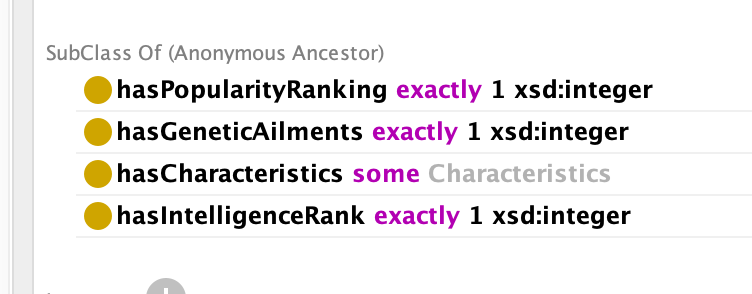 SubClass Of (Anonymous Ancestor)
hasPopularityRanking exactly 1 xsd:integer
hasGeneticAilments exactly 1 xsd:integer
hasCharacteristics some Characteristics
hasIntelligenceRank exactly 1 xsd:integer